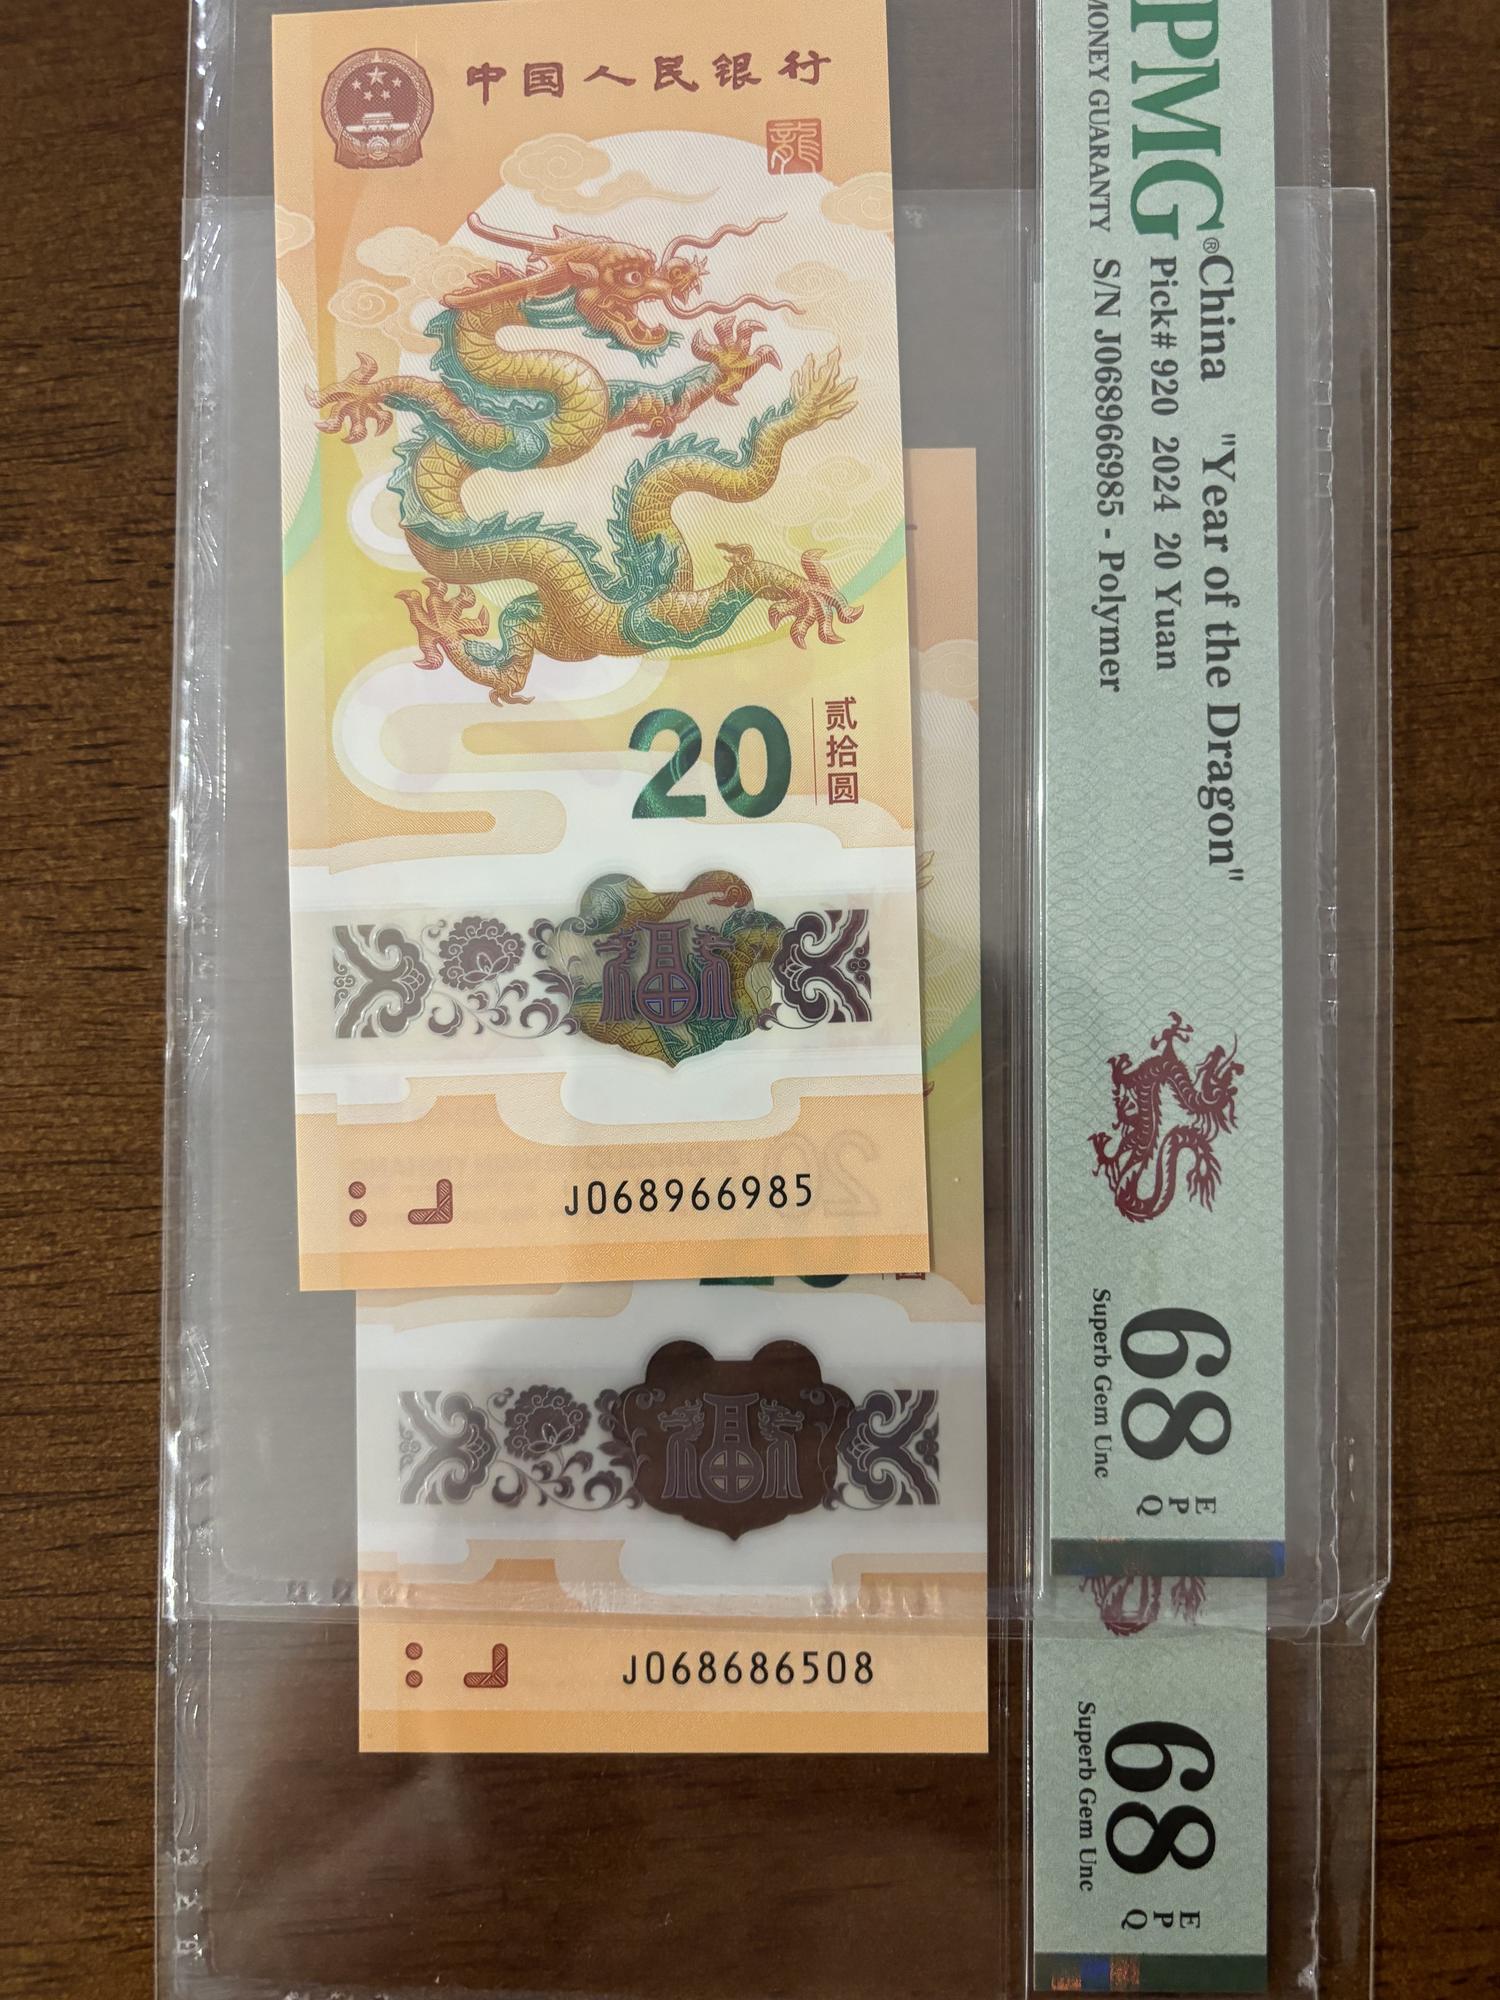 中国人民银行
龍
20
贰拾圆
福
J068966985
福
J068686508
PMG®
MONEY GUARANTY
China "Year of the Dragon"
Pick# 920 2024 20 Yuan
S/N J068966985 - Polymer
68
EPQ
Superb Gem Unc
68
EPQ
Superb Gem Unc